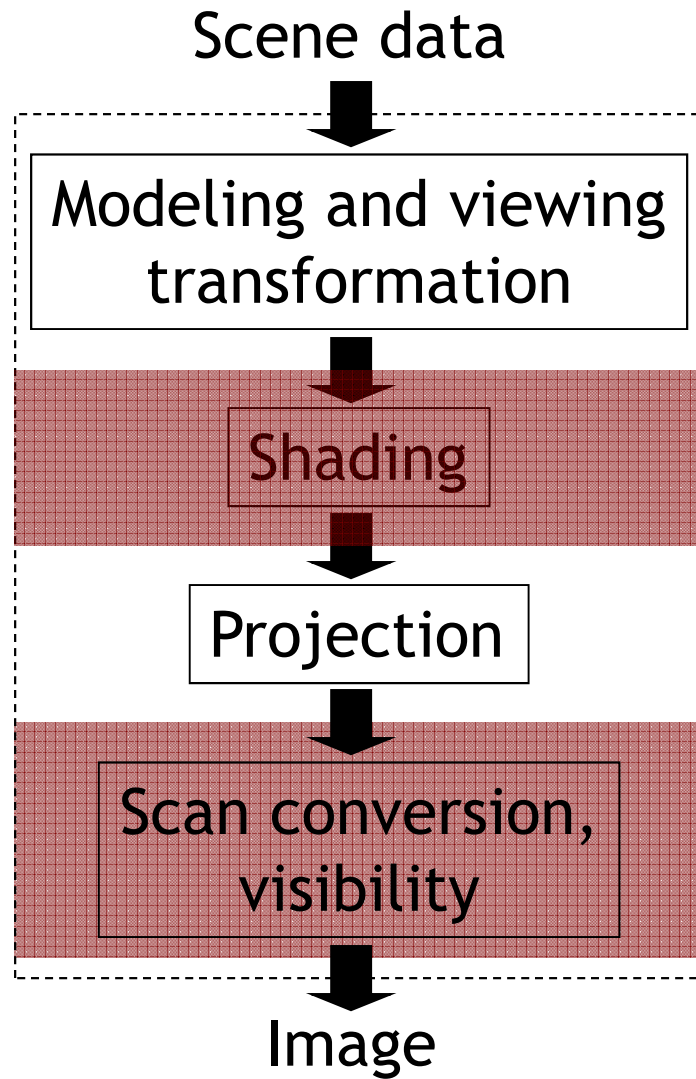 Scene data
Modeling and viewing
transformation
Shading
Projection
Scan conversion,
visibility
Image